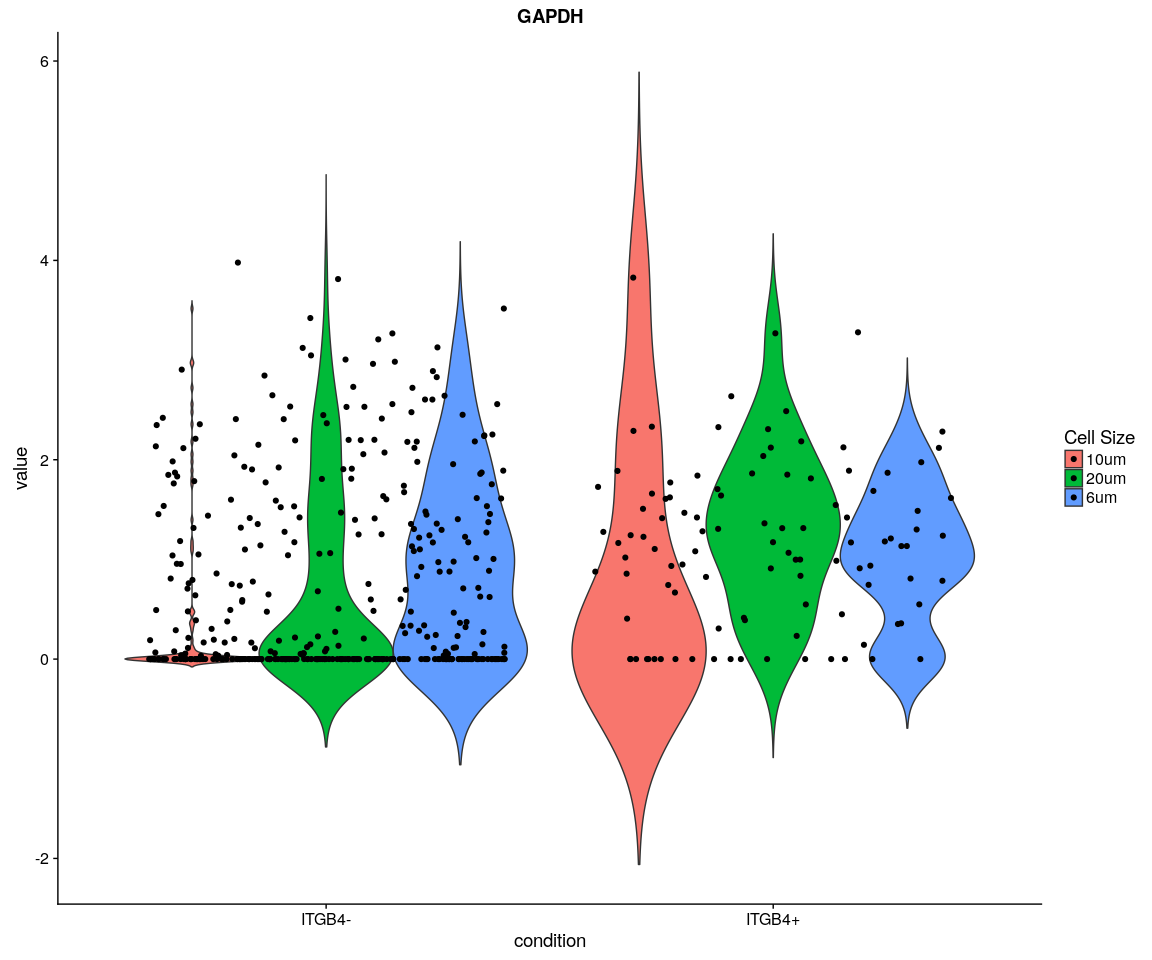 GAPDH
6
4
2
0
-2
value
ITGB4-
ITGB4+
condition
Cell Size
10um
20um
6um